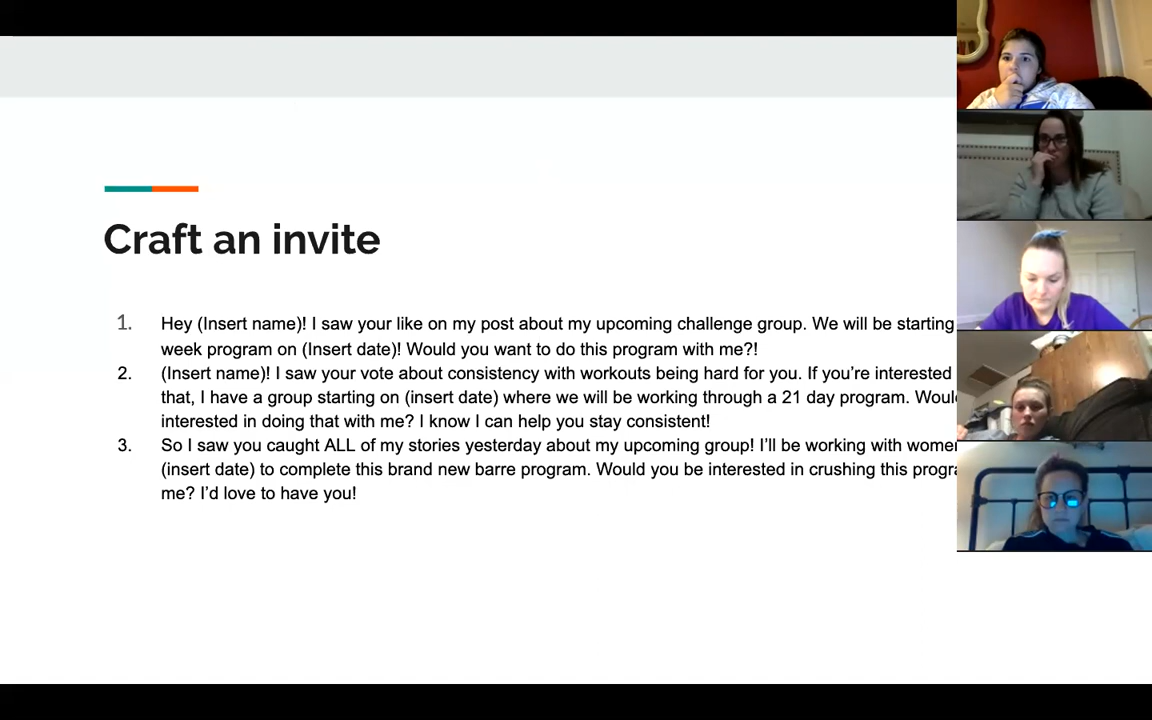 Craft an invite
1. Hey (Insert name)! I saw your like on my post about my upcoming challenge group. We will be starting
week program on (Insert date)! Would you want to do this program with me?!
2. (Insert name)! I saw your vote about consistency with workouts being hard for you. If you’re interested
that, I have a group starting on (insert date) where we will be working through a 21 day program.
interested in doing that with me? I know I can help you stay consistent!
3. So I saw you caught ALL of my stories yesterday about my upcoming group! I’ll be working with
(insert date) to complete this brand new barre program. Would you be interested in crushing this
me? I’d love to have you!